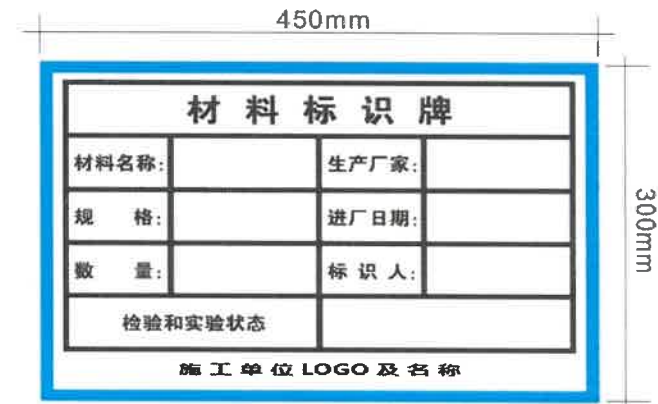 450mm
材料标识牌
材料名称： 生产厂家：
规 格： 进厂日期：
数 量： 标识人：
检验和实验状态
施工单位LOGO及名称
300mm